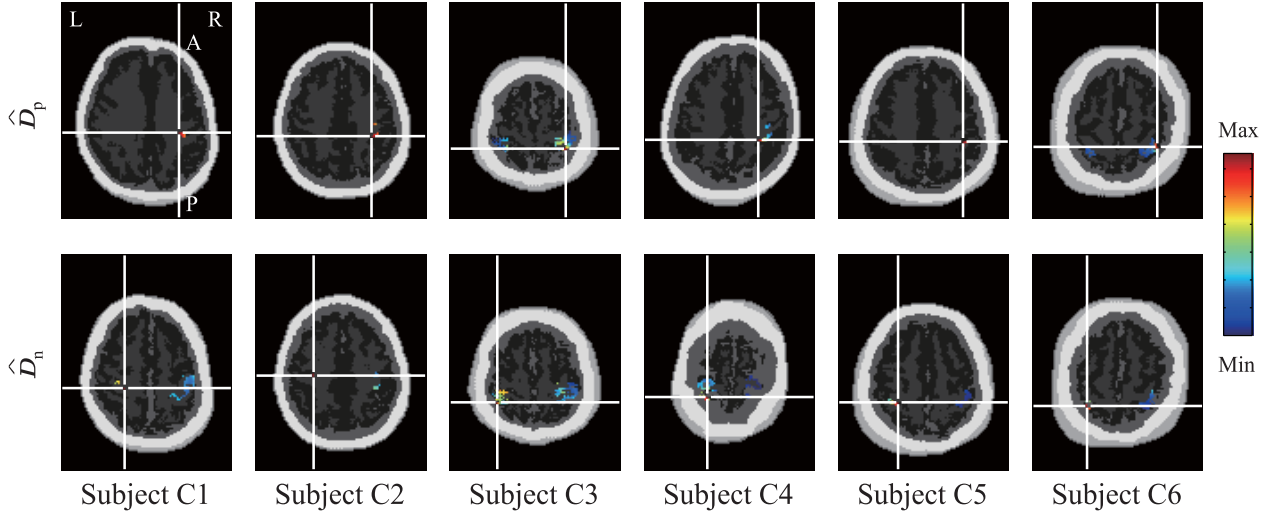 L R
A
P
D̂p
Max
Min
D̂n
Subject C1 Subject C2 Subject C3 Subject C4 Subject C5 Subject C6